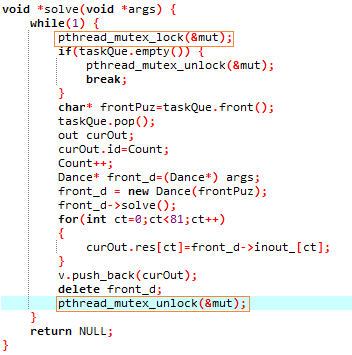 void *solve(void *args) {
    while(1) {
        pthread_mutex_lock(&mut);
        if(taskQue.empty()) {
            pthread_mutex_unlock(&mut);
            break;
        }
        char* frontPuz=taskQue.front();
        taskQue.pop();
        out curOut;
        curOut.id=Count;
        Count++;
        Dance* front_d=(Dance*) args;
        front_d = new Dance(frontPuz);
        front_d->solve();
        for(int ct=0;ct<81;ct++)
        {
            curOut.res[ct]=front_d->inout_[ct];
        }
        v.push_back(curOut);
        delete front_d;
        pthread_mutex_unlock(&mut);
    }
    return NULL;
}